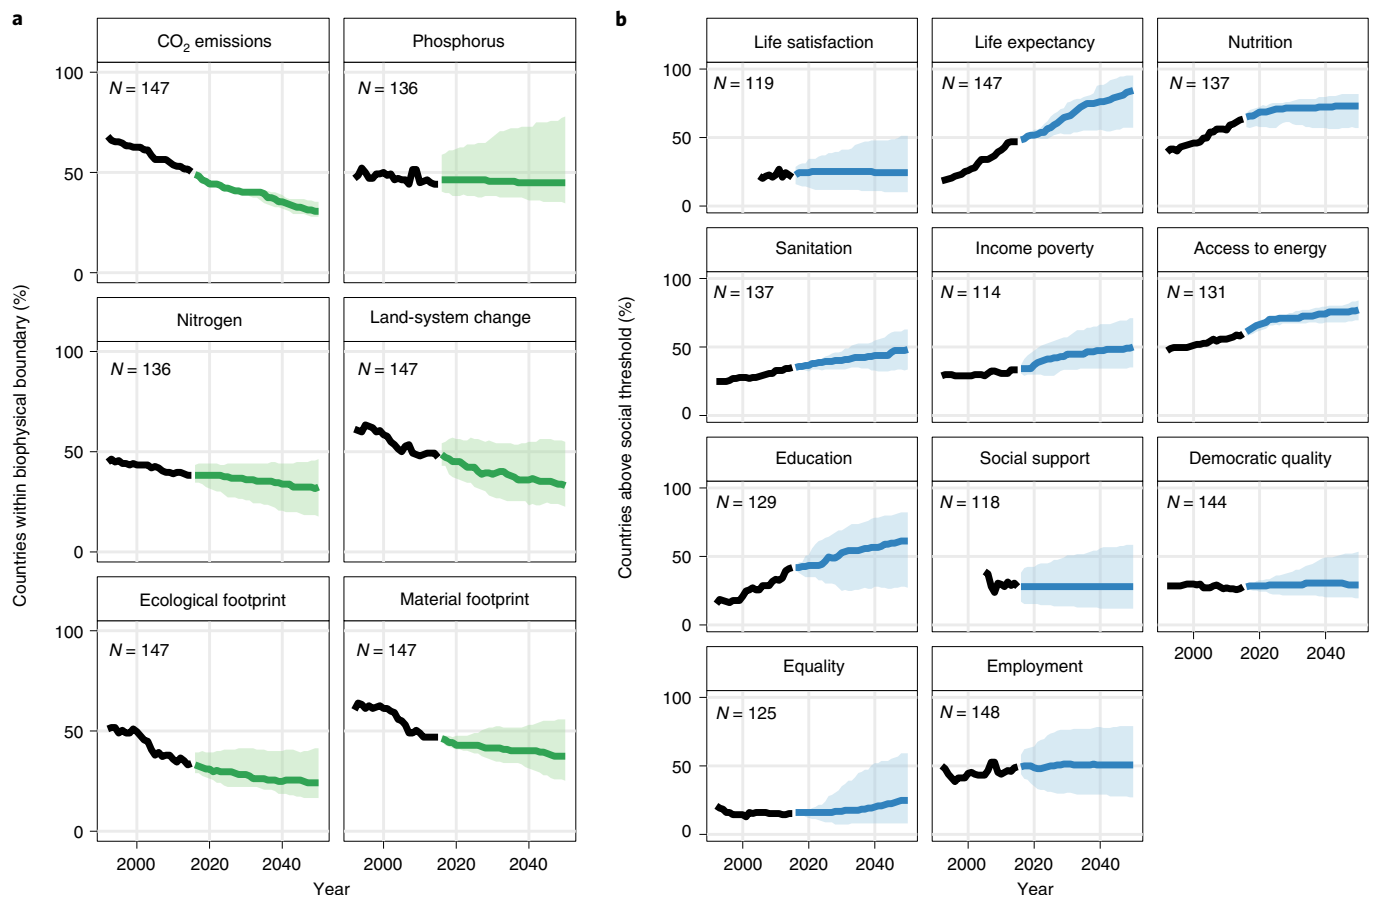 a
Countries within biophysical boundary (%)
CO₂ emissions
N = 147
100
50
0
Phosphorus
N = 136
Nitrogen
N = 136
100
50
0
Land-system change
N = 147
Ecological footprint
N = 147
100
50
0
2000 2020 2040
Material footprint
N = 147
2000 2020 2040
Year
b
Countries above social threshold (%)
Life satisfaction
N = 119
100
50
0
Life expectancy
N = 147
Nutrition
N = 137
Sanitation
N = 137
100
50
0
Income poverty
N = 114
Access to energy
N = 131
Education
N = 129
100
50
0
Social support
N = 118
Democratic quality
N = 144
2000 2020 2040
Equality
N = 125
100
50
0
2000 2020 2040
Employment
N = 148
2000 2020 2040
Year